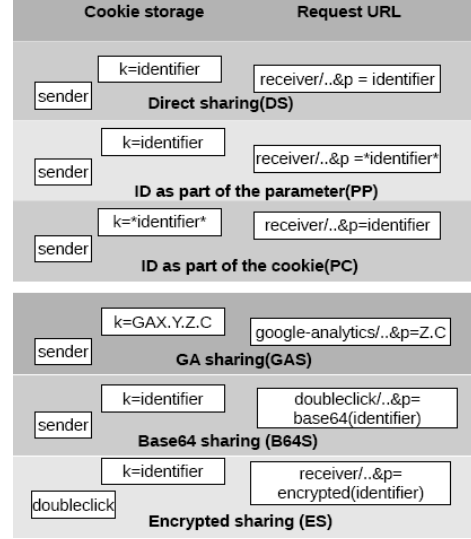 Cookie storage Request URL
k=identifier
receiver/..&p = identifier
sender
Direct sharing(DS)
k=identifier
receiver/..&p =*identifier*
sender
ID as part of the parameter(PP)
k=*identifier*
receiver/..&p=identifier
sender
ID as part of the cookie(PC)
k=GAX.Y.Z.C
google-analytics/..&p=Z.C
sender
GA sharing(GAS)
k=identifier
doubleclick/..&p=
base64(identifier)
sender
Base64 sharing (B64S)
k=identifier
receiver/..&p=
encrypted(identifier)
doubleclick
Encrypted sharing (ES)